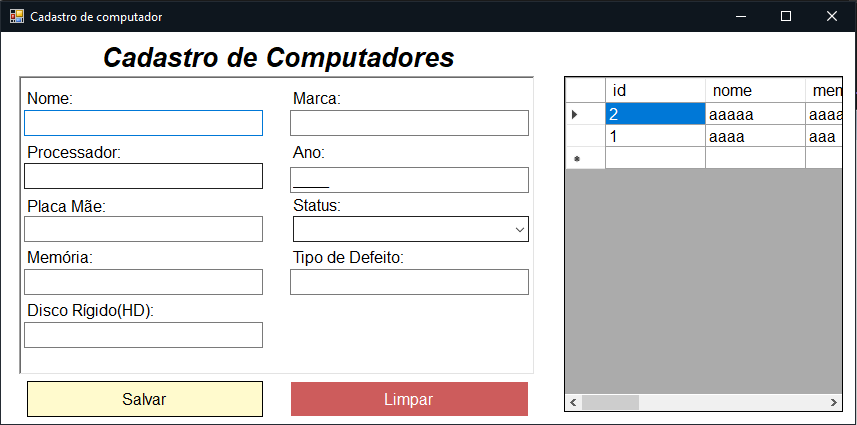 Cadastro de computador
Cadastro de Computadores
Nome:
Marca:
Processador:
Ano:
____
Placa Mãe:
Status:
Memória:
Tipo de Defeito:
Disco Rígido(HD):
Salvar
Limpar
id nome mem
2 aaaaa aaaa
1 aaaa aaa